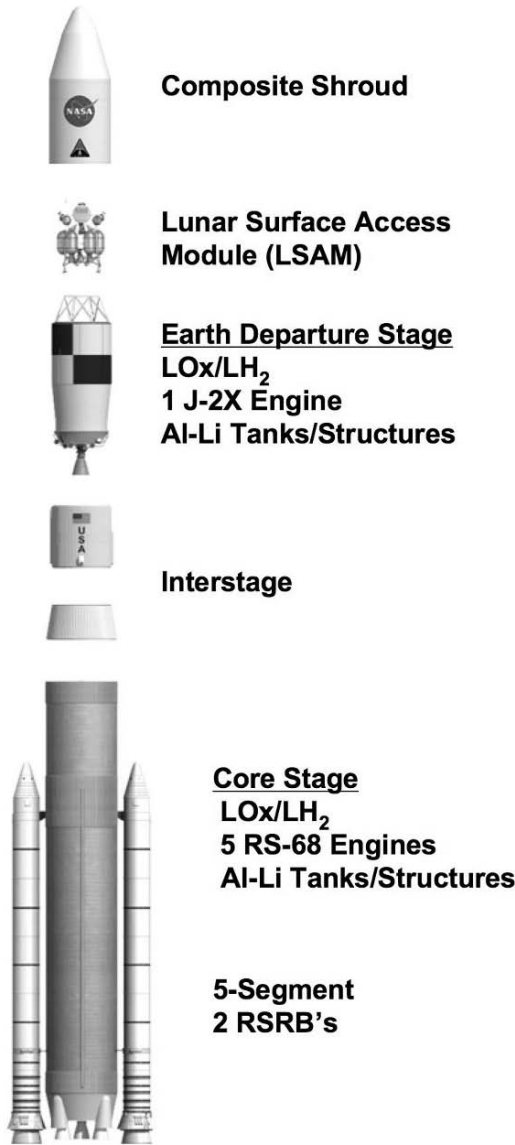 NASA
Composite Shroud
Lunar Surface Access
Module (LSAM)
Earth Departure Stage
LOx/LH₂
1 J-2X Engine
Al-Li Tanks/Structures
USA
Interstage
Core Stage
LOx/LH₂
5 RS-68 Engines
Al-Li Tanks/Structures
5-Segment
2 RSRB's